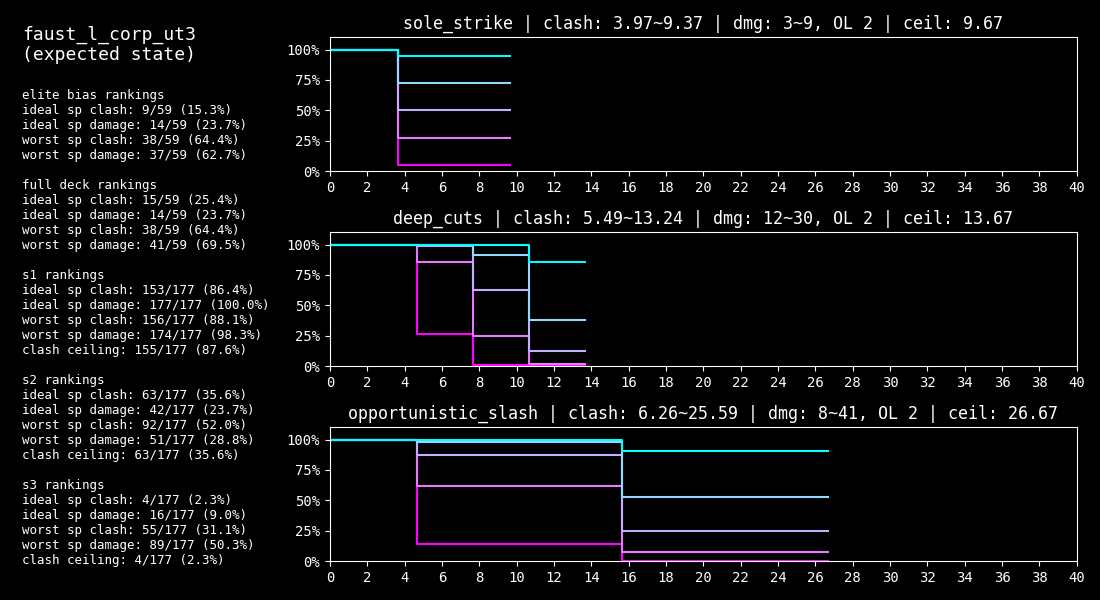 faust_l_corp_ut3
(expected state)
elite bias rankings
ideal sp clash: 9/59 (15.3%)
ideal sp damage: 14/59 (23.7%)
worst sp clash: 38/59 (64.4%)
worst sp damage: 37/59 (62.7%)
full deck rankings
ideal sp clash: 15/59 (25.4%)
ideal sp damage: 14/59 (23.7%)
worst sp clash: 38/59 (64.4%)
worst sp damage: 41/59 (69.5%)
s1 rankings
ideal sp clash: 153/177 (86.4%)
ideal sp damage: 177/177 (100.0%)
worst sp clash: 156/177 (88.1%)
worst sp damage: 174/177 (98.3%)
clash ceiling: 155/177 (87.6%)
s2 rankings
ideal sp clash: 63/177 (35.6%)
ideal sp damage: 42/177 (23.7%)
worst sp clash: 92/177 (52.0%)
worst sp damage: 51/177 (28.8%)
clash ceiling: 63/177 (35.6%)
s3 rankings
ideal sp clash: 4/177 (2.3%)
ideal sp damage: 16/177 (9.0%)
worst sp clash: 55/177 (31.1%)
worst sp damage: 89/177 (50.3%)
clash ceiling: 4/177 (2.3%)
sole_strike | clash: 3.97~9.37 | dmg: 3~9, OL 2 | ceil: 9.67
100%
75%
50%
25%
0%
0 2 4 6 8 10 12 14 16 18 20 22 24 26 28 30 32 34 36 38 40
deep_cuts | clash: 5.49~13.24 | dmg: 12~30, OL 2 | ceil: 13.67
100%
75%
50%
25%
0%
0 2 4 6 8 10 12 14 16 18 20 22 24 26 28 30 32 34 36 38 40
opportunistic_slash | clash: 6.26~25.59 | dmg: 8~41, OL 2 | ceil: 26.67
100%
75%
50%
25%
0%
0 2 4 6 8 10 12 14 16 18 20 22 24 26 28 30 32 34 36 38 40